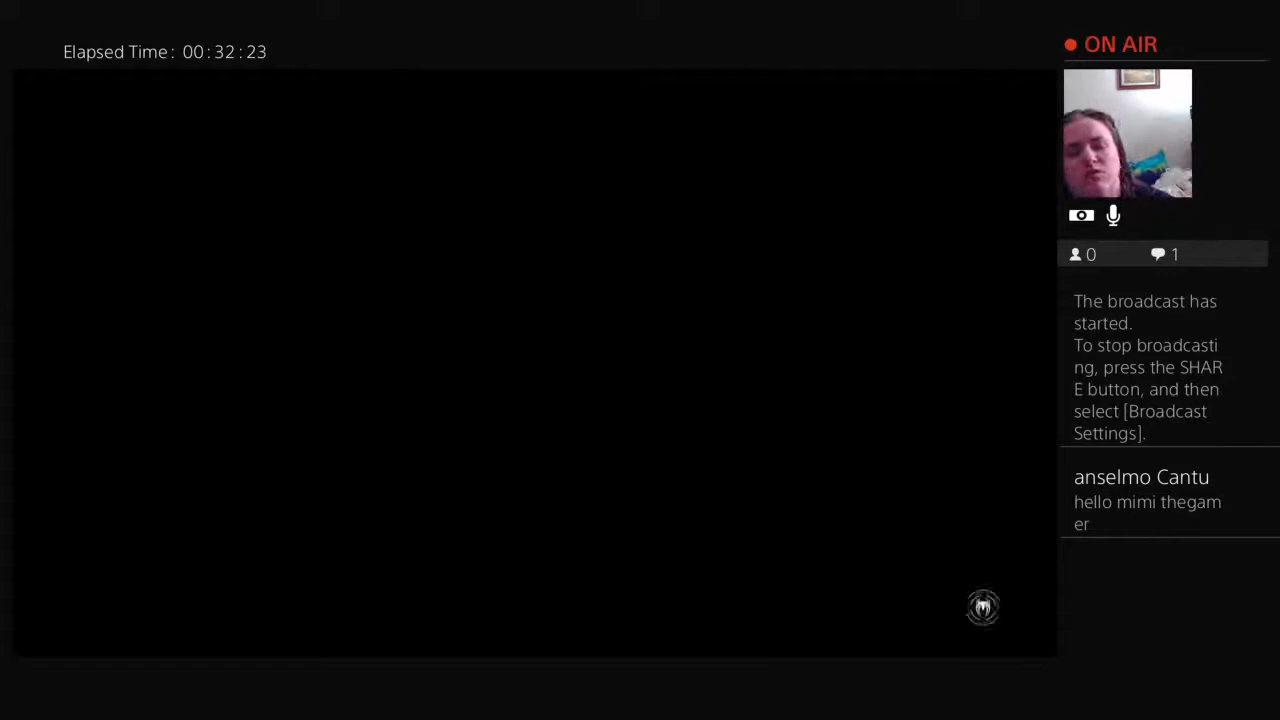 Elapsed Time: 00:32:23
ON AIR
0 1
The broadcast has
started.
To stop broadcasti
ng, press the SHAR
E button, and then
select [Broadcast
Settings].
anselmo Cantu
hello mimi thegam
er